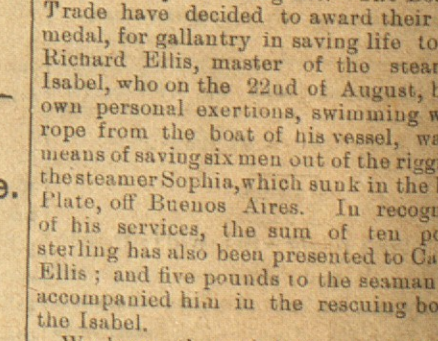 Trade have decided to award their
medal, for gallantry in saving life to
Richard Ellis, master of the
Isabel, who on the 22nd of August,
own personal exertions, swimming
rope from the boat of his vessel,
means of saving six men out of the
the steamer Sophia, which sunk in the
Plate, off Buenos Aires. In
of his services, the sum of ten
sterling has also been presented to
Ellis ; and five pounds to the seaman
accompanied him in the rescuing
the Isabel.